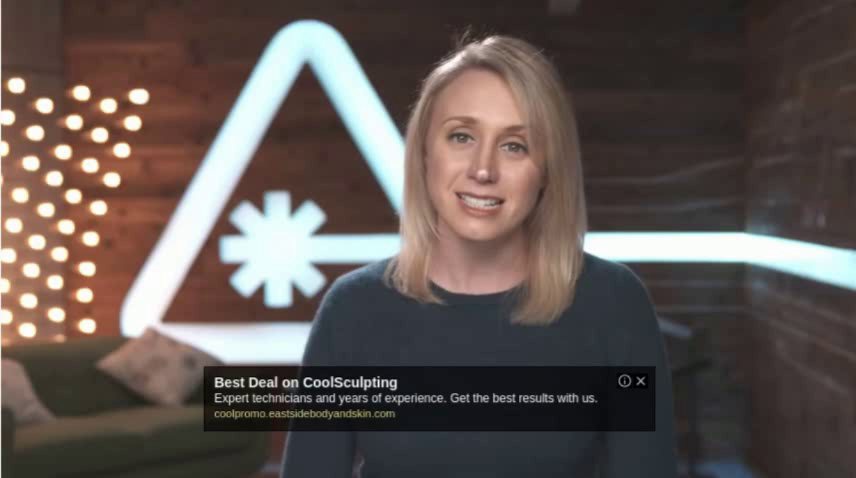 Best Deal on CoolSculpting
Expert technicians and years of experience. Get the best results with us.
coolpromo.eastsidebodyandskin.com